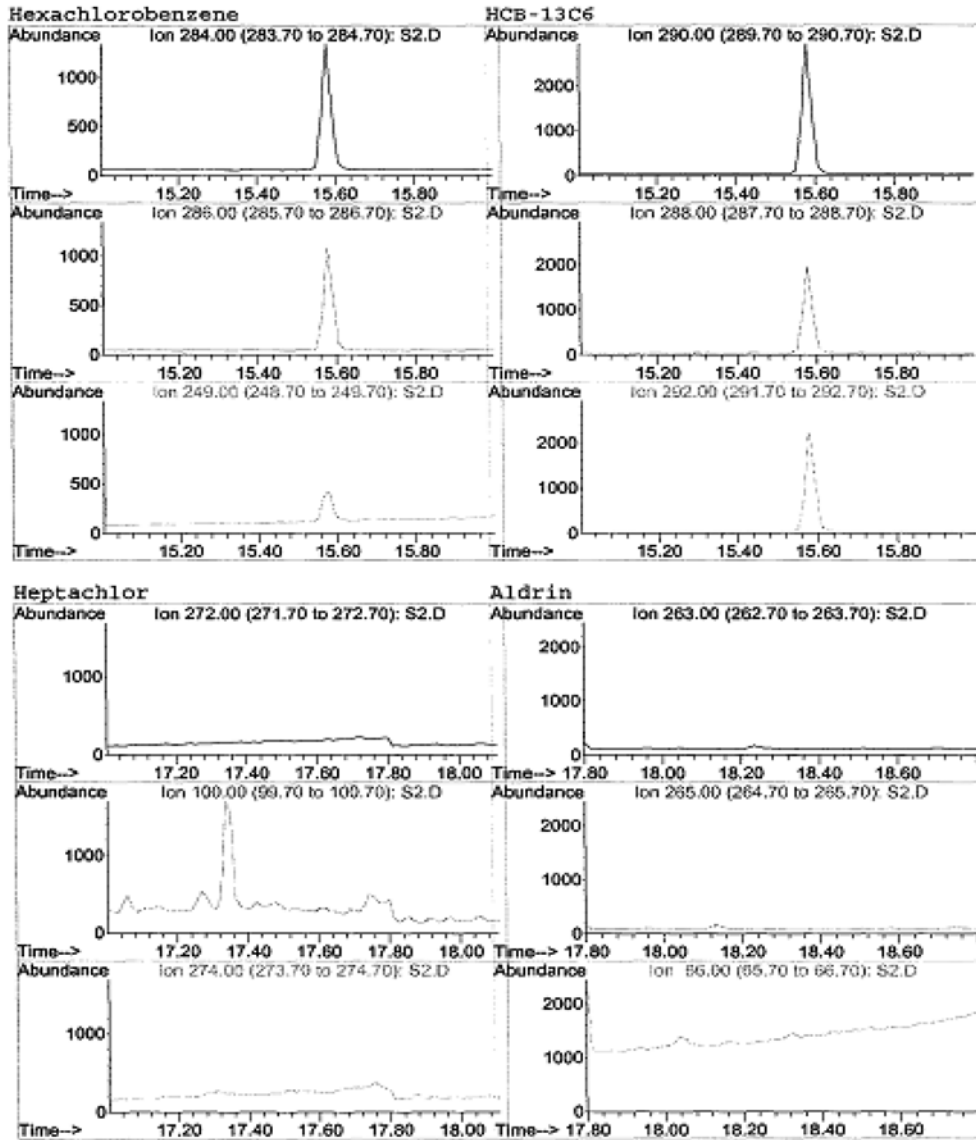 Hexachlorobenzene
Abundance Ion 284.00 (283.70 to 284.70): S2.D
1000
500
0
Time--> 15.20 15.40 15.60 15.80
Abundance Ion 286.00 (285.70 to 286.70): S2.D
1000
500
0
Time--> 15.20 15.40 15.60 15.80
Abundance Ion 249.00 (248.70 to 249.70): S2.D
1000
500
0
Time--> 15.20 15.40 15.60 15.80
HCB-13C6
Abundance Ion 290.00 (289.70 to 290.70): S2.D
2000
1000
0
Time--> 15.20 15.40 15.60 15.80
Abundance Ion 288.00 (287.70 to 288.70): S2.D
2000
1000
0
Time--> 15.20 15.40 15.60 15.80
Abundance Ion 292.00 (291.70 to 292.70): S2.D
2000
1000
0
Time--> 15.20 15.40 15.60 15.80
Heptachlor
Abundance Ion 272.00 (271.70 to 272.70): S2.D
1000
0
Time--> 17.20 17.40 17.60 17.80 18.00
Abundance Ion 100.00 (99.70 to 100.70): S2.D
1000
0
Time--> 17.20 17.40 17.60 17.80 18.00
Abundance Ion 274.00 (273.70 to 274.70): S2.D
1000
0
Time--> 17.20 17.40 17.60 17.80 18.00
Aldrin
Abundance Ion 263.00 (262.70 to 263.70): S2.D
2000
1000
0
Time--> 17.80 18.00 18.20 18.40 18.60
Abundance Ion 265.00 (264.70 to 265.70): S2.D
2000
1000
0
Time--> 17.80 18.00 18.20 18.40 18.60
Abundance Ion 66.00 (65.70 to 66.70): S2.D
2000
1000
0
Time--> 17.80 18.00 18.20 18.40 18.60